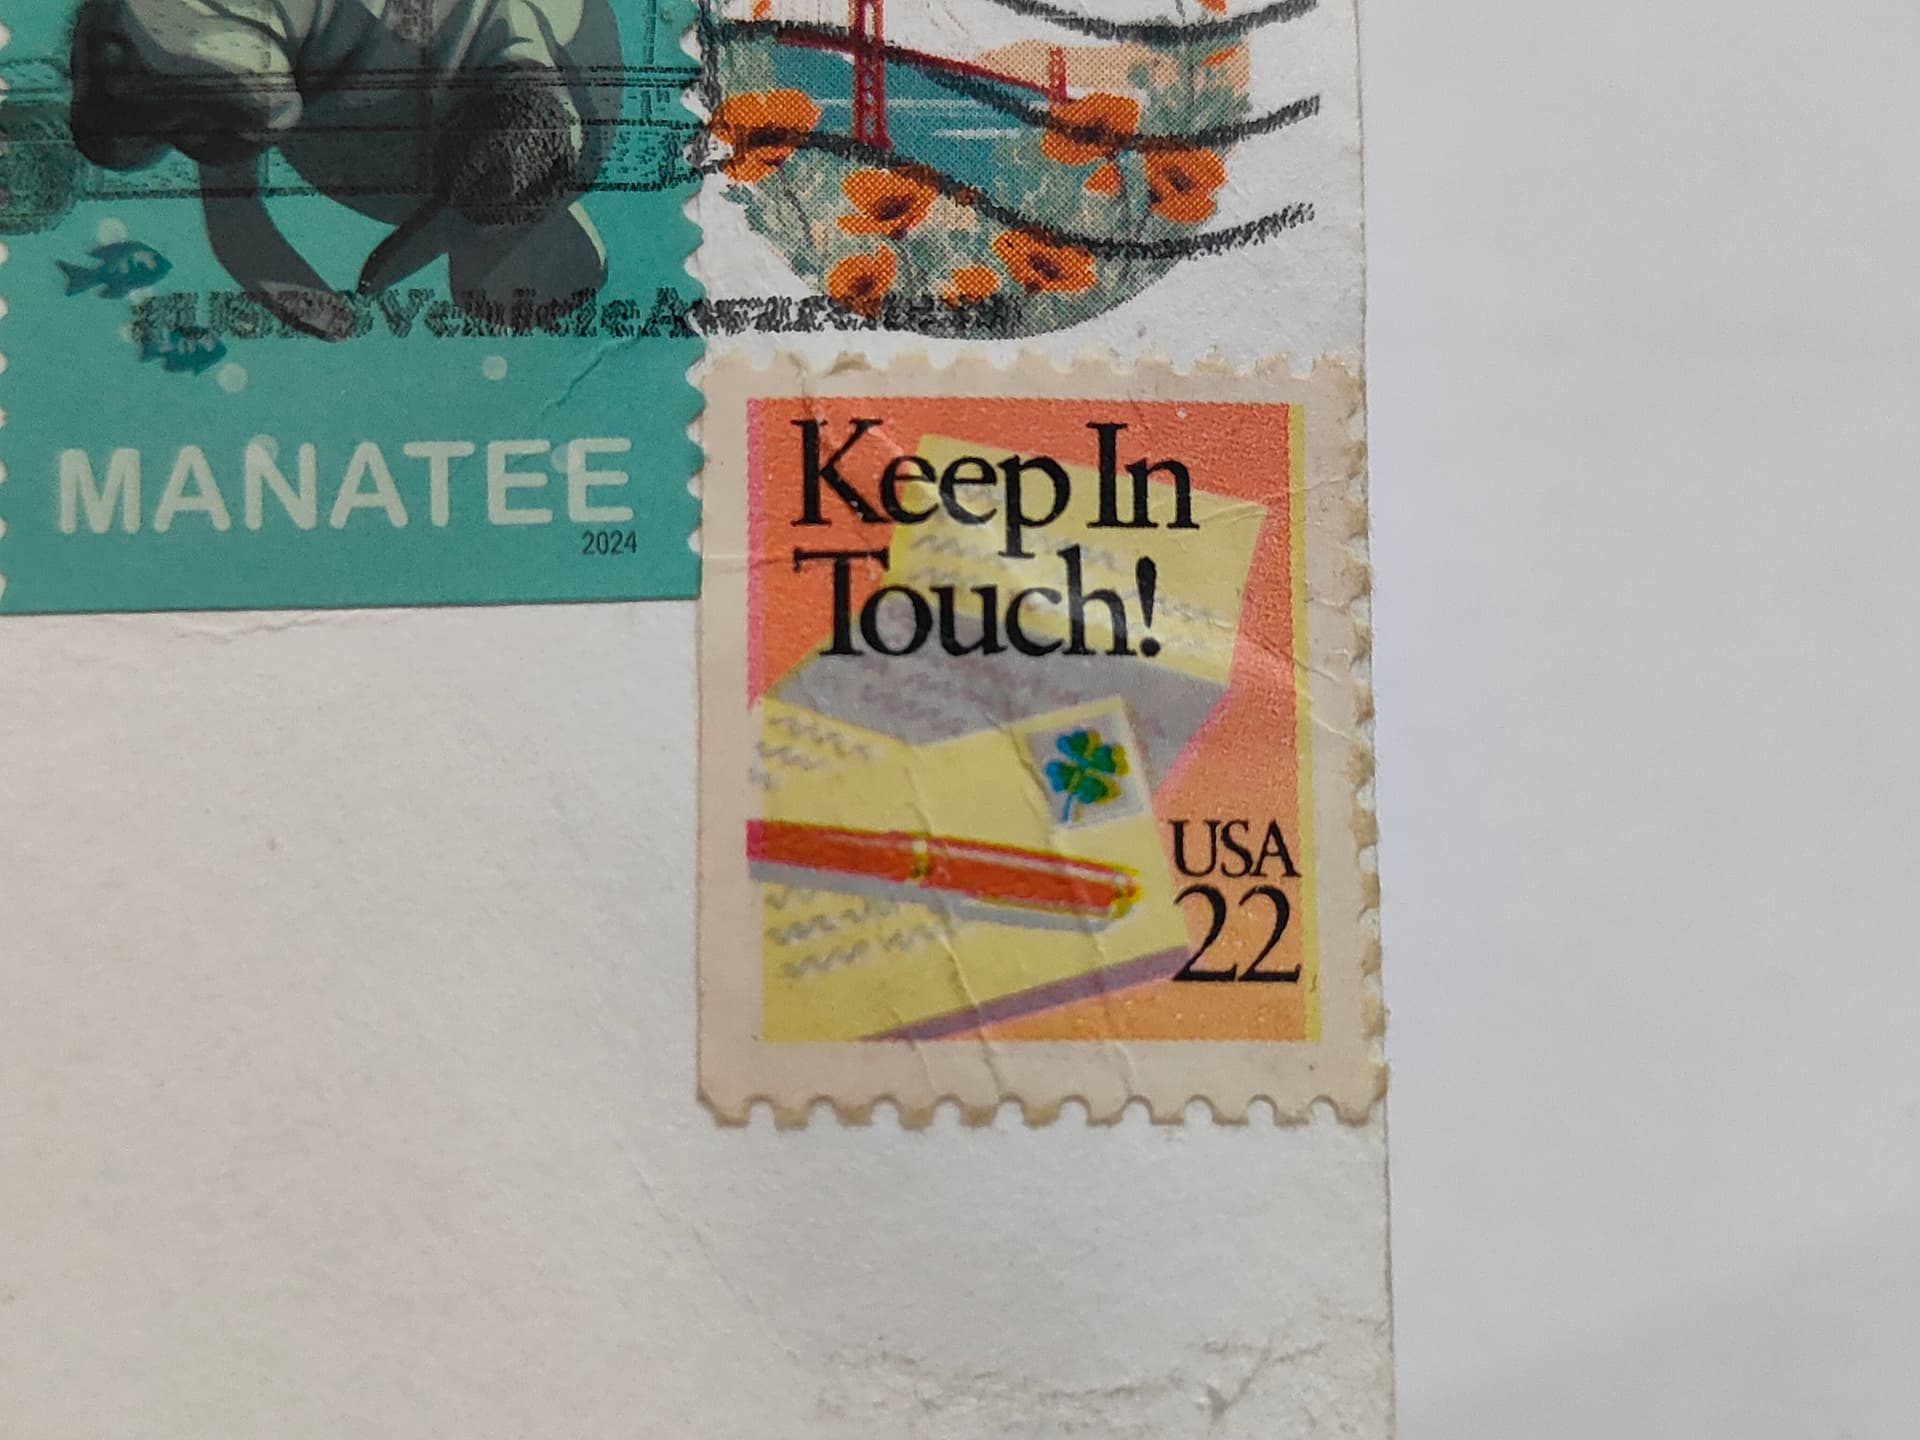 MANATEE
2024
Keep In
Touch!
USA
22